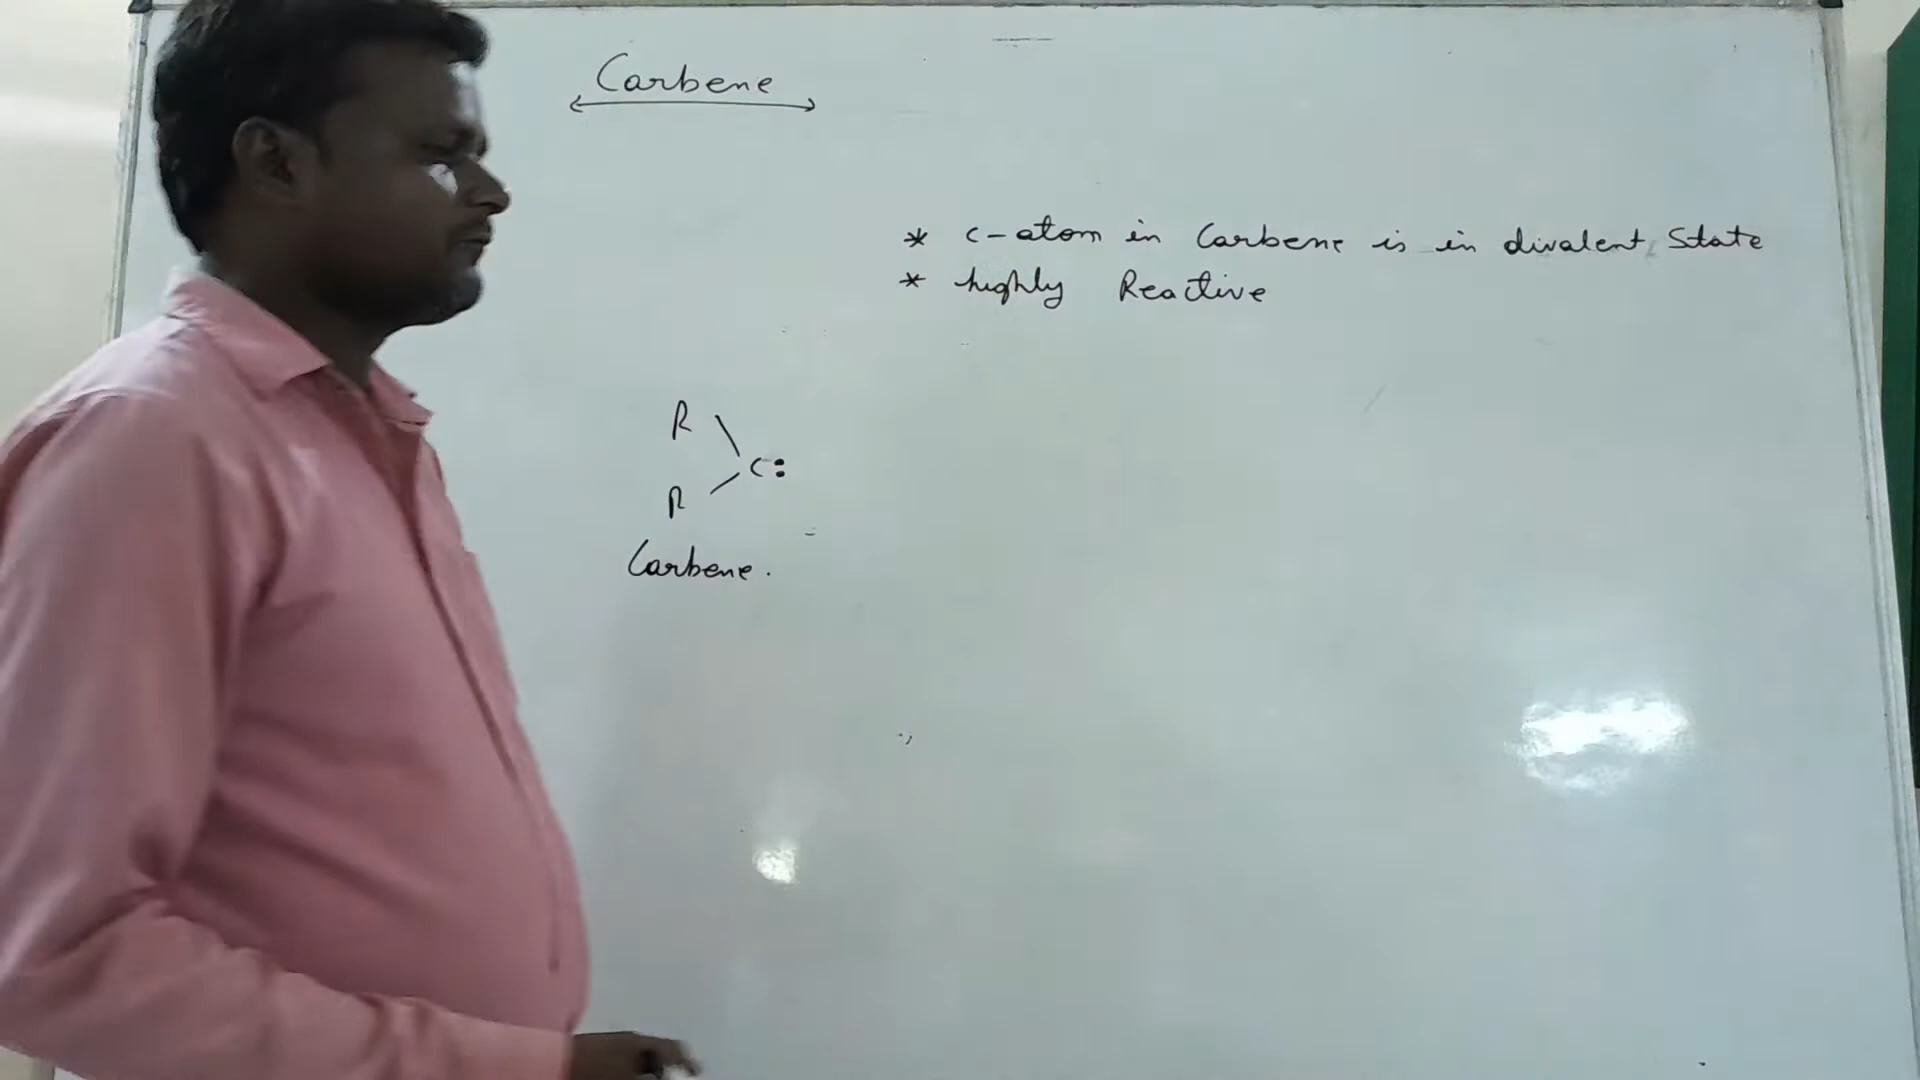 Carbene
* C-atom in Carbene is in divalent State
* highly Reactive
R
C:
R
Carbene.